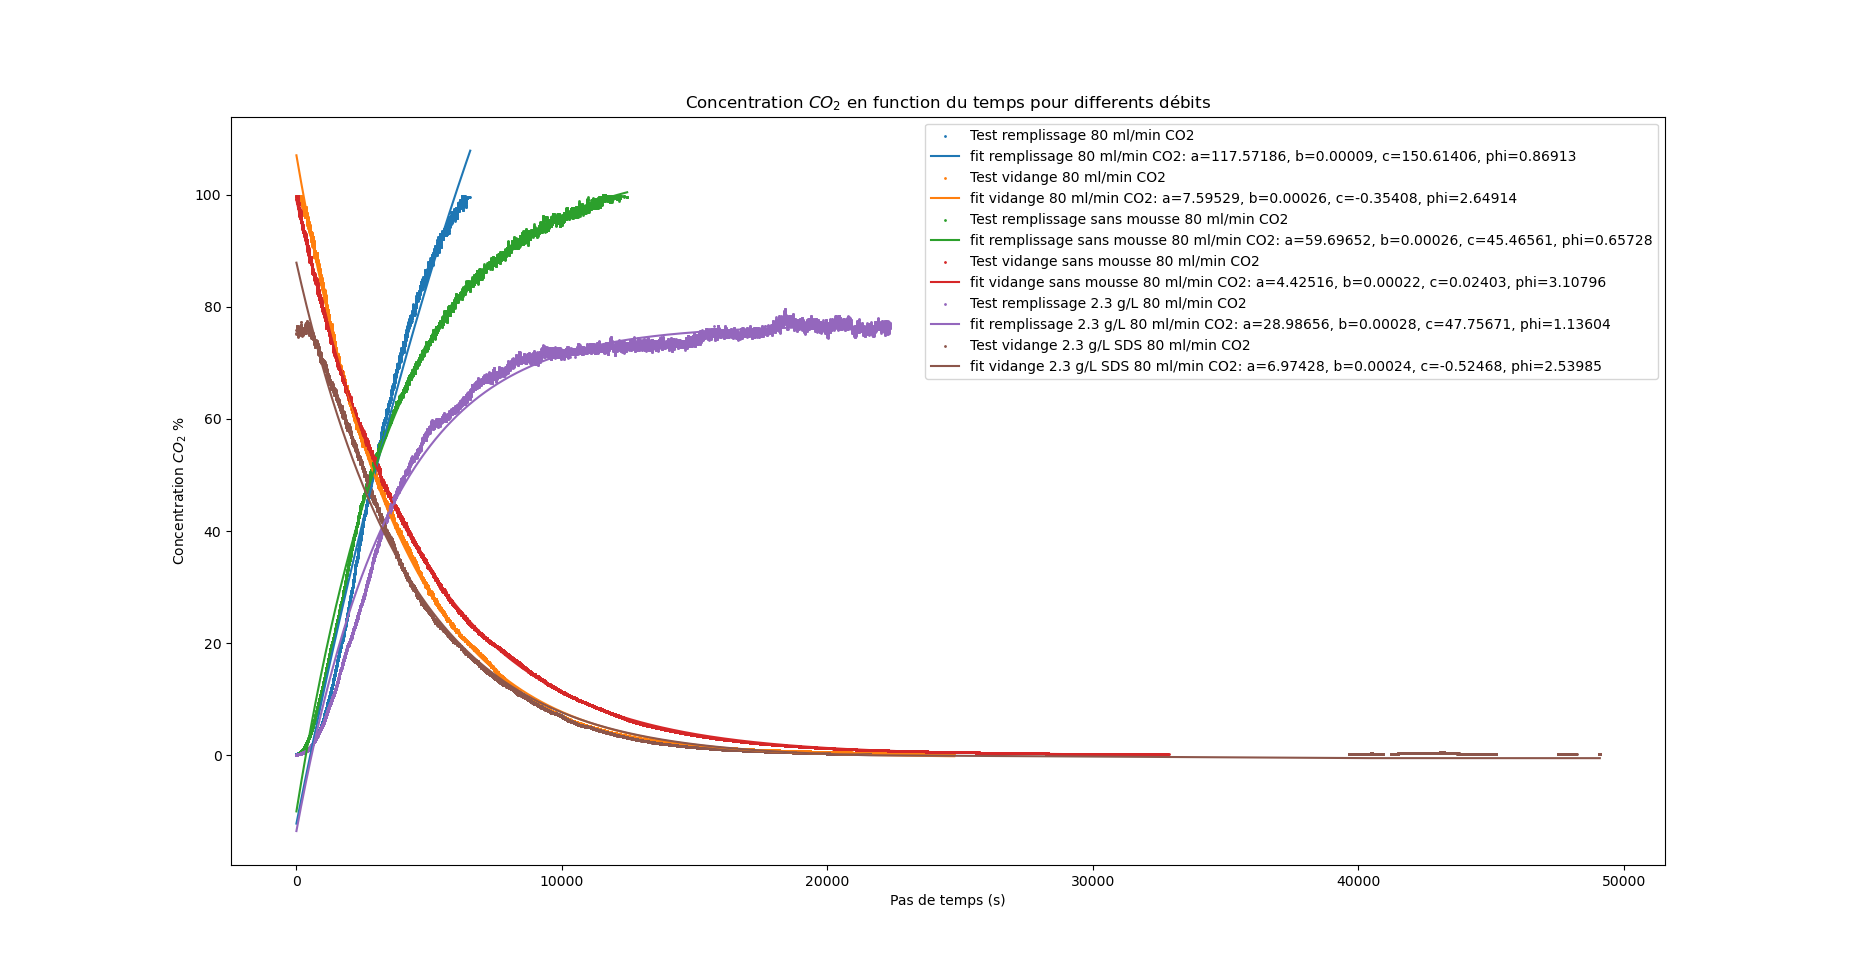 Concentration CO₂ en function du temps pour differents débits
Test remplissage 80 ml/min CO2
fit remplissage 80 ml/min CO2: a=117.57186, b=0.00009, c=150.61406, phi=0.86913
Test vidange 80 ml/min CO2
fit vidange 80 ml/min CO2: a=7.59529, b=0.00026, c=-0.35408, phi=2.64914
Test remplissage sans mousse 80 ml/min CO2
fit remplissage sans mousse 80 ml/min CO2: a=59.69652, b=0.00026, c=45.46561, phi=0.65728
Test vidange sans mousse 80 ml/min CO2
fit vidange sans mousse 80 ml/min CO2: a=4.42516, b=0.00022, c=0.02403, phi=3.10796
Test remplissage 2.3 g/L 80 ml/min CO2
fit remplissage 2.3 g/L 80 ml/min CO2: a=28.98656, b=0.00028, c=47.75671, phi=1.13604
Test vidange 2.3 g/L SDS 80 ml/min CO2
fit vidange 2.3 g/L SDS 80 ml/min CO2: a=6.97428, b=0.00024, c=-0.52468, phi=2.53985
Concentration CO₂ %
100
80
60
40
20
0
0 10000 20000 30000 40000 50000
Pas de temps (s)